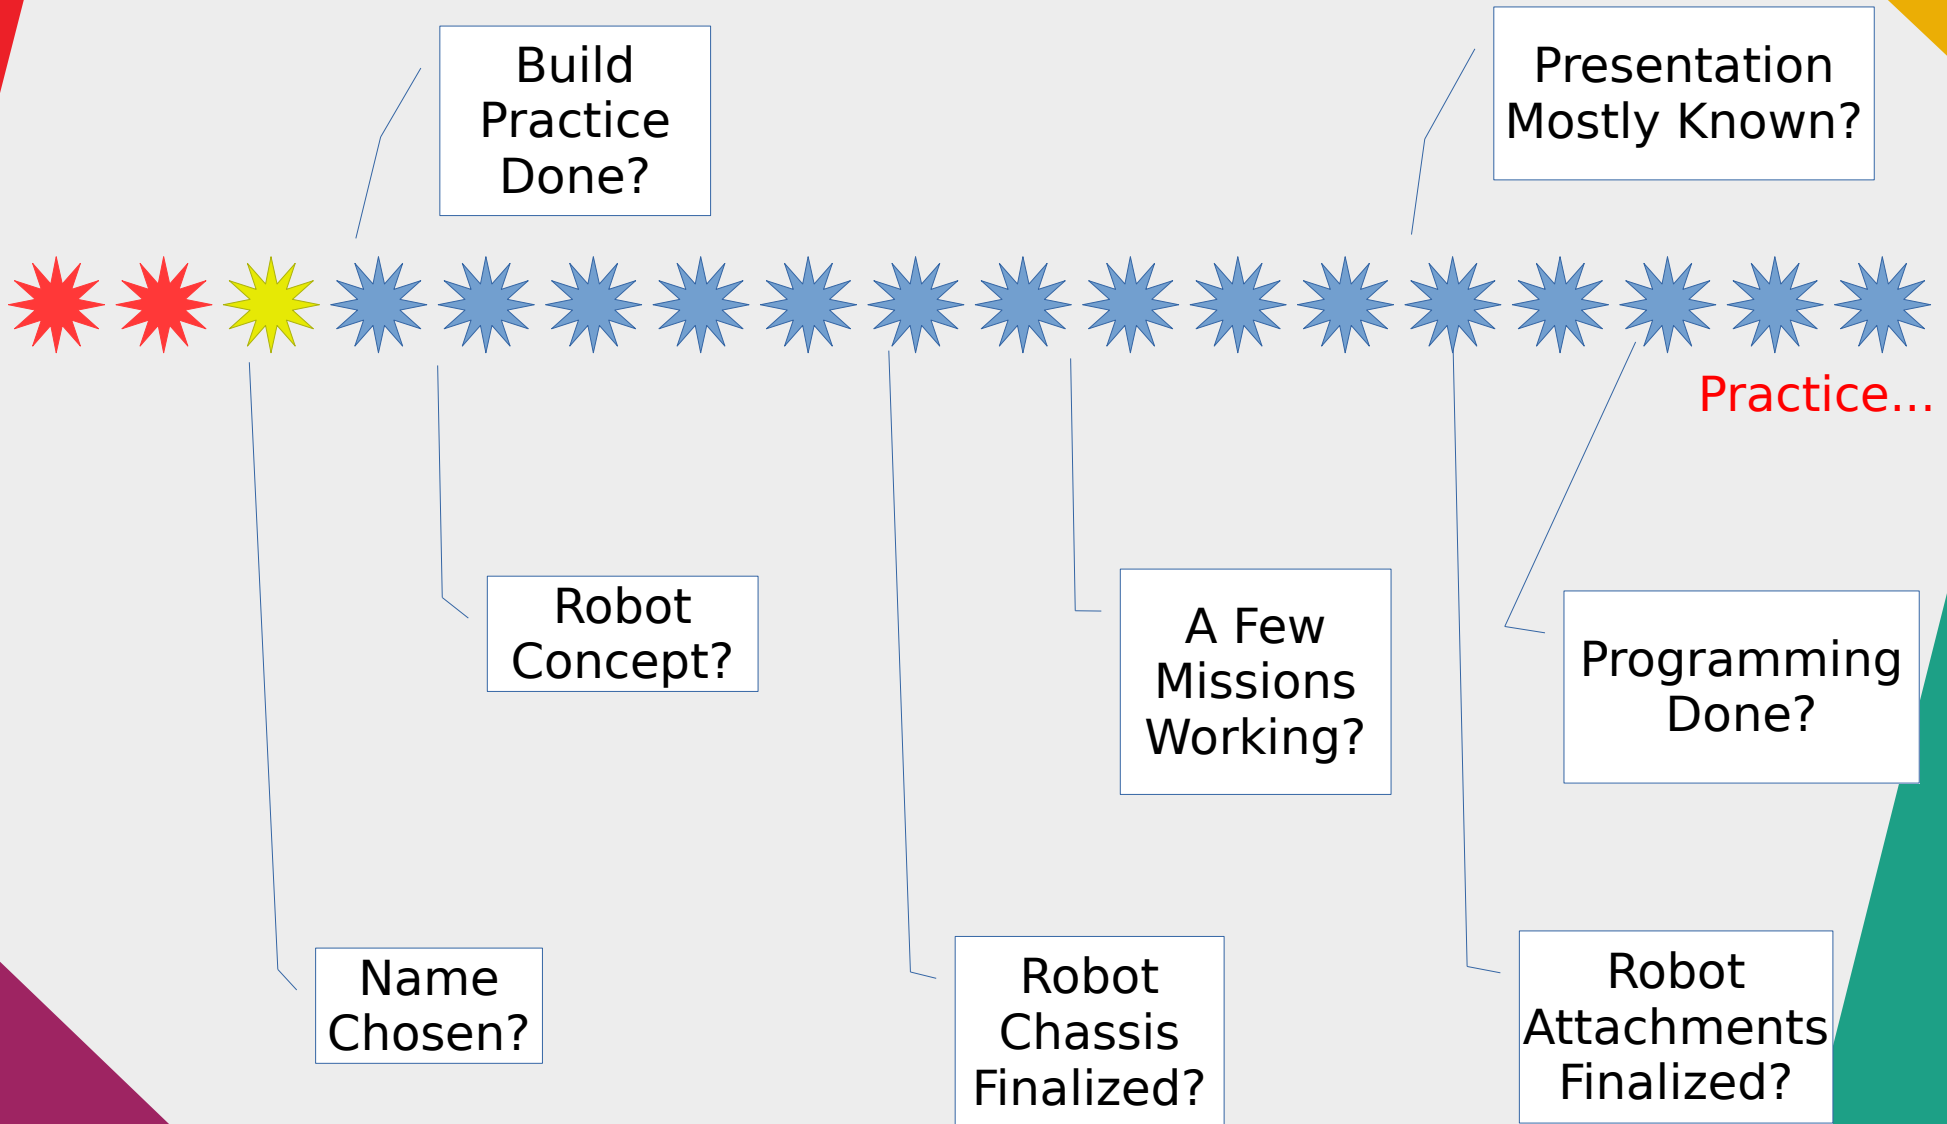 Build
Practice
Done?
Presentation
Mostly Known?
Practice...
Robot
Concept?
A Few
Missions
Working?
Programming
Done?
Name
Chosen?
Robot
Chassis
Finalized?
Robot
Attachments
Finalized?